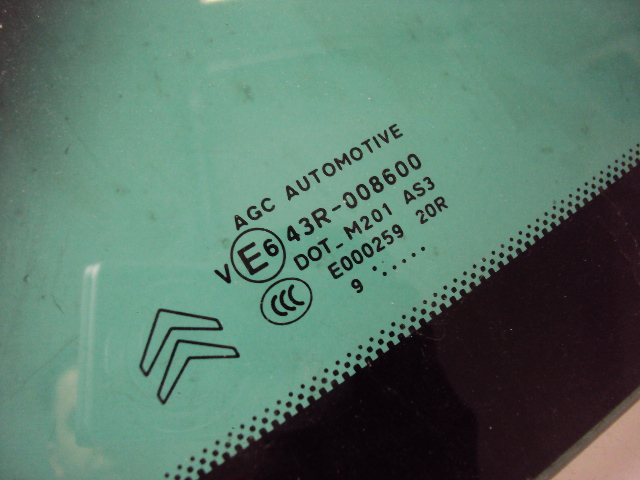 AGC AUTOMOTIVE
V E6 43R-008600
DOT_M201 AS3
CCC E000259 20R
9 ......